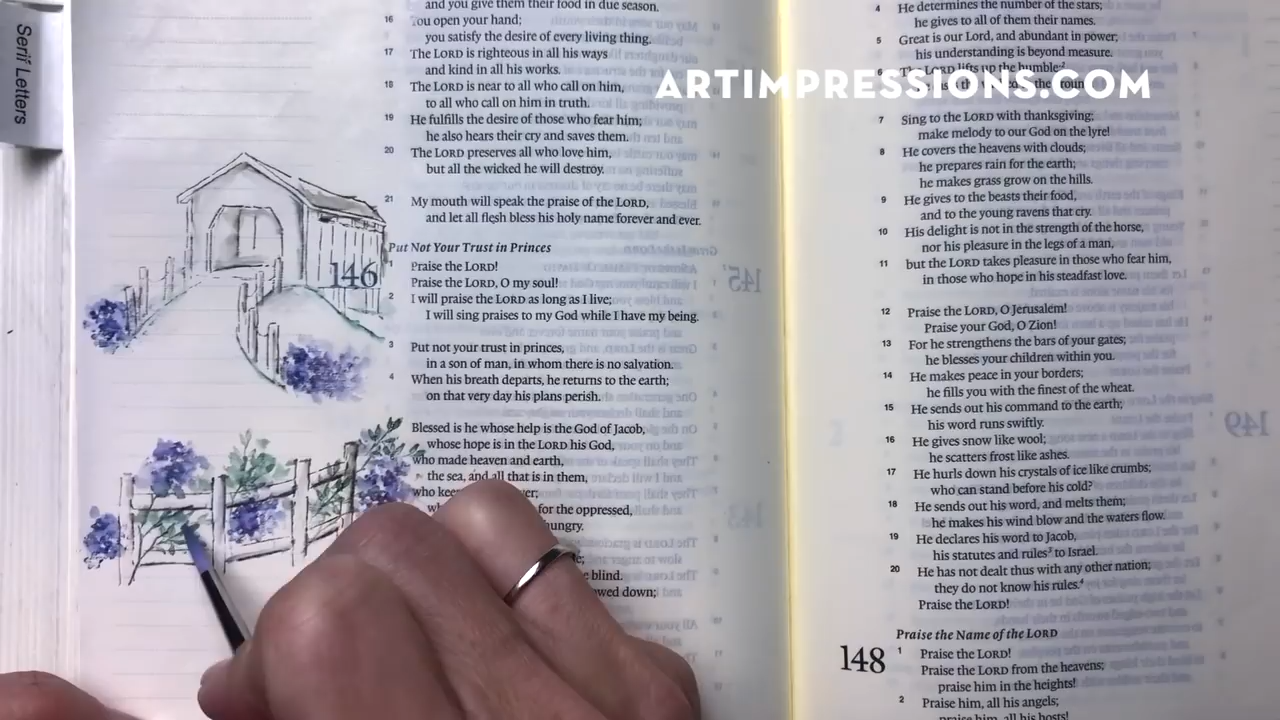 Serif Letters
and you give them their food in due season.
16 You open your hand;
you satisfy the desire of every living thing.
17 The LORD is righteous in all his ways
and kind in all his works.
18 The LORD is near to all who call on him,
to all who call on him in truth.
19 He fulfills the desire of those who fear him;
he also hears their cry and saves them.
20 The LORD preserves all who love him,
but all the wicked he will destroy.
21 My mouth will speak the praise of the LORD,
and let all flesh bless his holy name forever and ever.
Put Not Your Trust in Princes
146
1 Praise the LORD!
Praise the LORD, O my soul!
2 I will praise the LORD as long as I live;
I will sing praises to my God while I have my being.
3 Put not your trust in princes,
in a son of man, in whom there is no salvation.
4 When his breath departs, he returns to the earth;
on that very day his plans perish.
Blessed is he whose help is the God of Jacob,
whose hope is in the LORD his God,
who made heaven and earth,
the sea, and all that is in them,
who
for the oppressed,
hungry.
blind.
down;
ARTIMPRESSIONS.COM
4 He determines the number of the stars;
he gives to all of them their names.
5 Great is our Lord, and abundant in power;
his understanding is beyond measure.
6 The LORD lifts up the humble;
7 Sing to the LORD with thanksgiving;
make melody to our God on the lyre!
8 He covers the heavens with clouds;
he prepares rain for the earth;
he makes grass grow on the hills.
9 He gives to the beasts their food,
and to the young ravens that cry.
10 His delight is not in the strength of the horse,
nor his pleasure in the legs of a man,
11 but the LORD takes pleasure in those who fear him,
in those who hope in his steadfast love.
12 Praise the LORD, O Jerusalem!
Praise your God, O Zion!
13 For he strengthens the bars of your gates;
he blesses your children within you.
14 He makes peace in your borders;
he fills you with the finest of the wheat.
15 He sends out his command to the earth;
his word runs swiftly.
16 He gives snow like wool;
he scatters frost like ashes.
17 He hurls down his crystals of ice like crumbs;
who can stand before his cold?
18 He sends out his word, and melts them;
he makes his wind blow and the waters flow.
19 He declares his word to Jacob,
his statutes and rules³ to Israel.
20 He has not dealt thus with any other nation;
they do not know his rules.⁴
Praise the LORD!
Praise the Name of the LORD
148
1 Praise the LORD!
Praise the LORD from the heavens;
praise him in the heights!
2 Praise him, all his angels;
praise him, all his hosts!